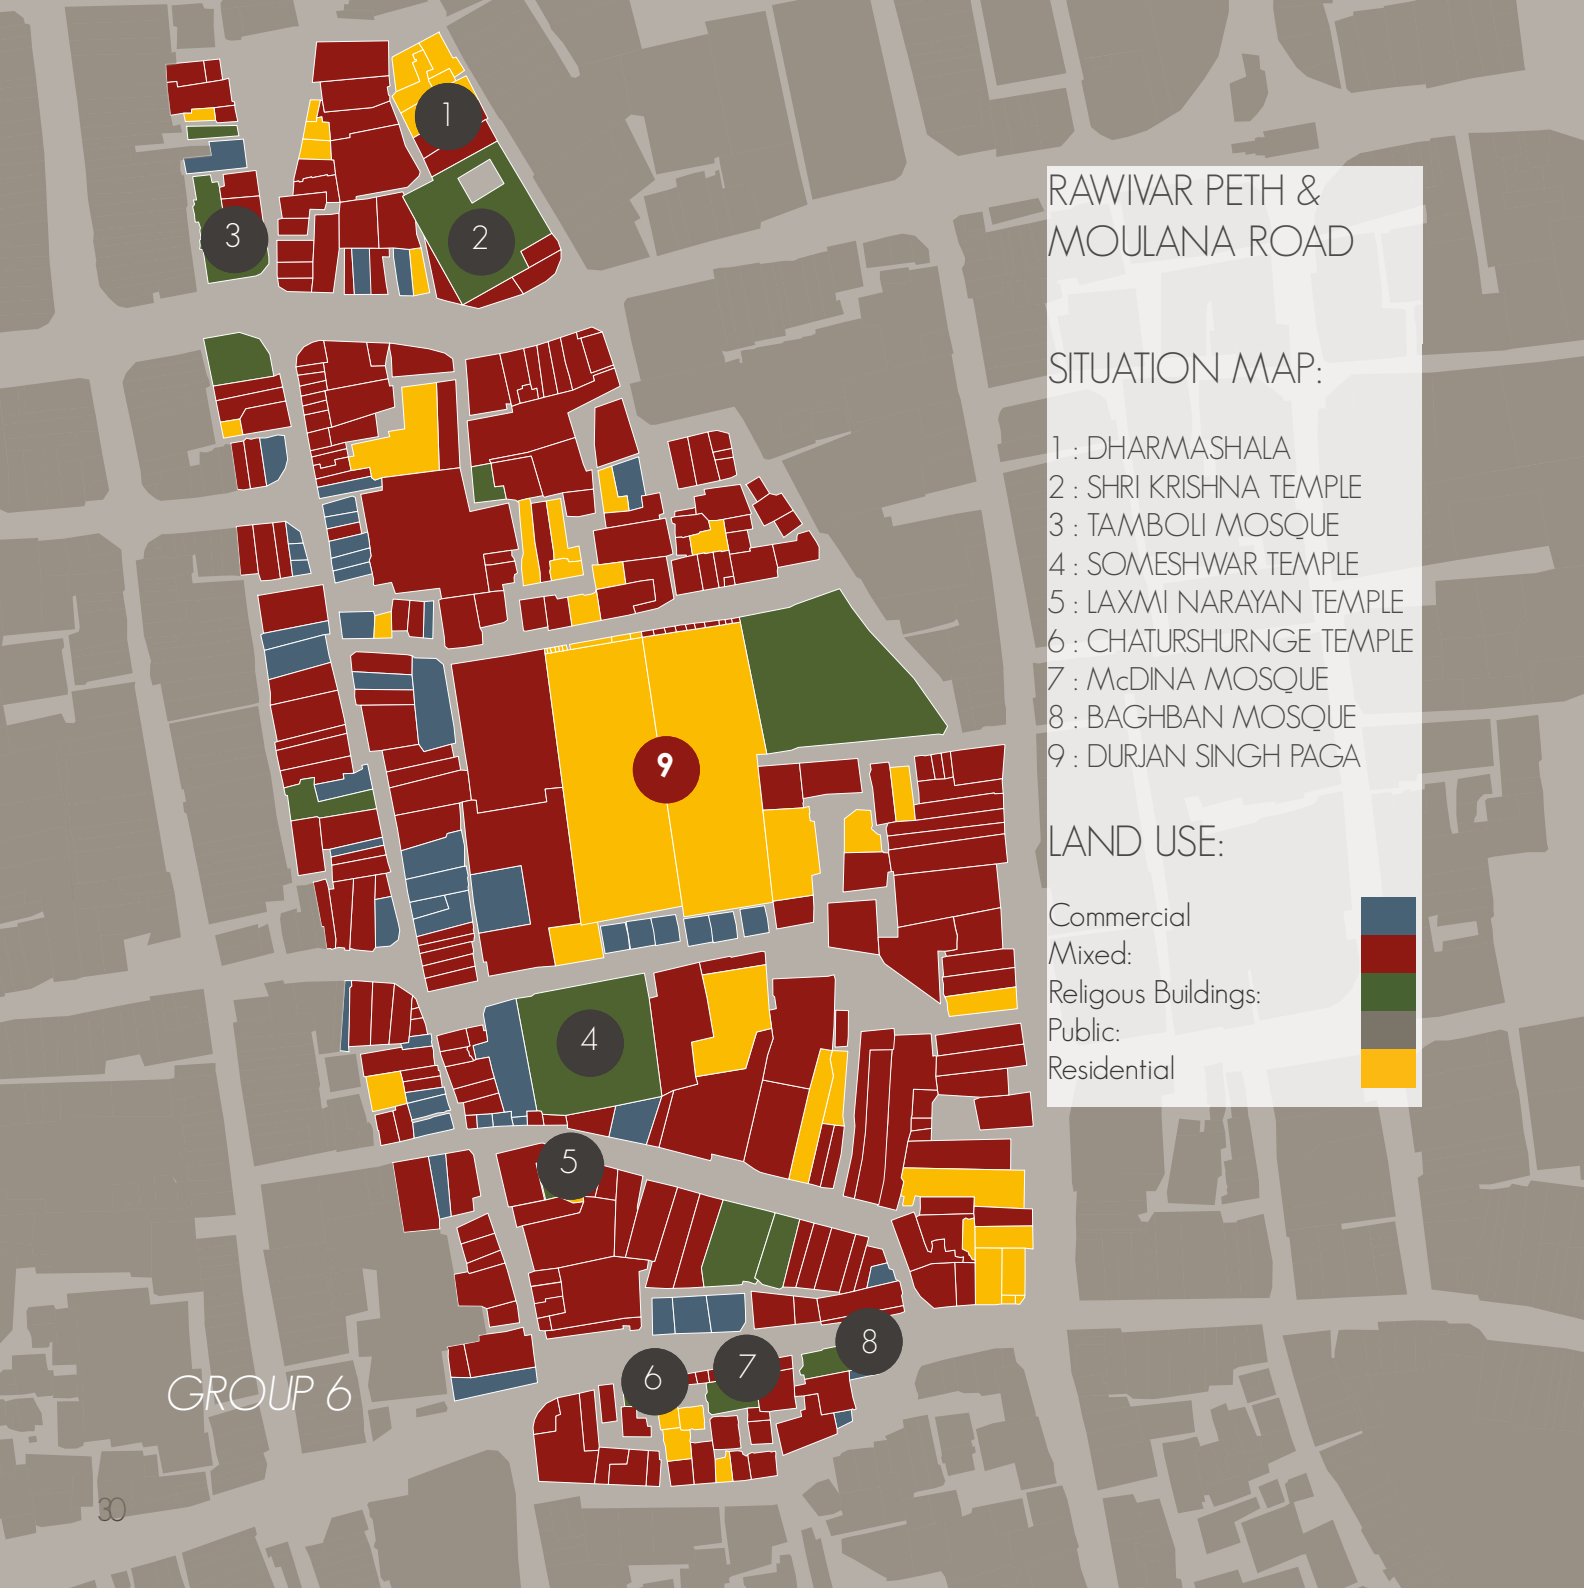 1
2
3
RAWIVAR PETH &
MOULANA ROAD
SITUATION MAP:
1 : DHARMASHALA
2 : SHRI KRISHNA TEMPLE
3 : TAMBOLI MOSQUE
4 : SOMESHWAR TEMPLE
5 : LAXMI NARAYAN TEMPLE
6 : CHATURSHURNGE TEMPLE
7 : McDINA MOSQUE
8 : BAGHBAN MOSQUE
9 : DURJAN SINGH PAGA
9
LAND USE:
Commercial
Mixed:
Religous Buildings:
Public:
Residential
4
5
6
7
8
GROUP 6
30